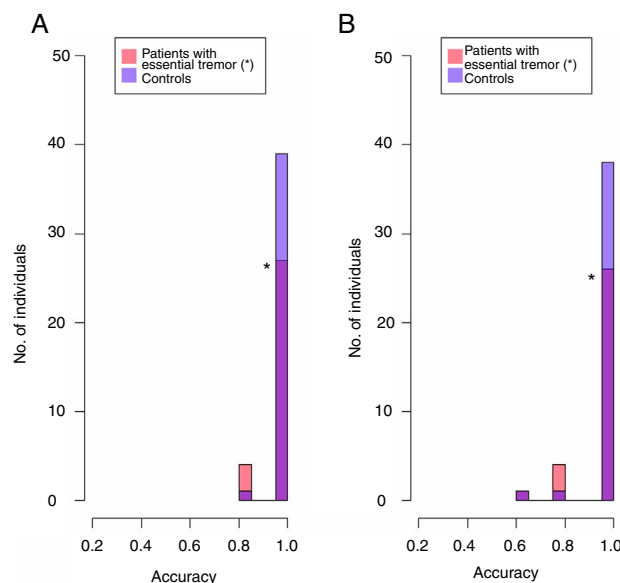 A
Patients with
essential tremor (*)
Controls
50
40
30
20
10
0
No. of individuals
*
0.2 0.4 0.6 0.8 1.0
Accuracy
B
Patients with
essential tremor (*)
Controls
50
40
30
20
10
0
No. of individuals
*
0.2 0.4 0.6 0.8 1.0
Accuracy